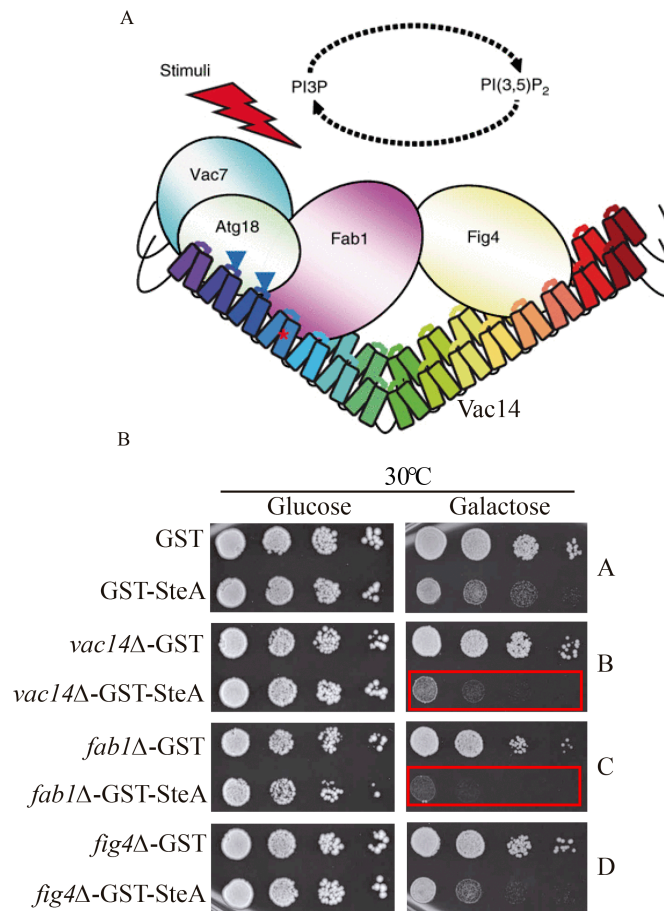 A
Stimuli
PI3P
PI(3,5)P2
Vac7
Atg18
Fab1
Fig4
*
Vac14
B
30℃
Glucose Galactose
GST
A
GST-SteA
vac14Δ-GST
B
vac14Δ-GST-SteA
fab1Δ-GST
C
fab1Δ-GST-SteA
fig4Δ-GST
D
fig4Δ-GST-SteA